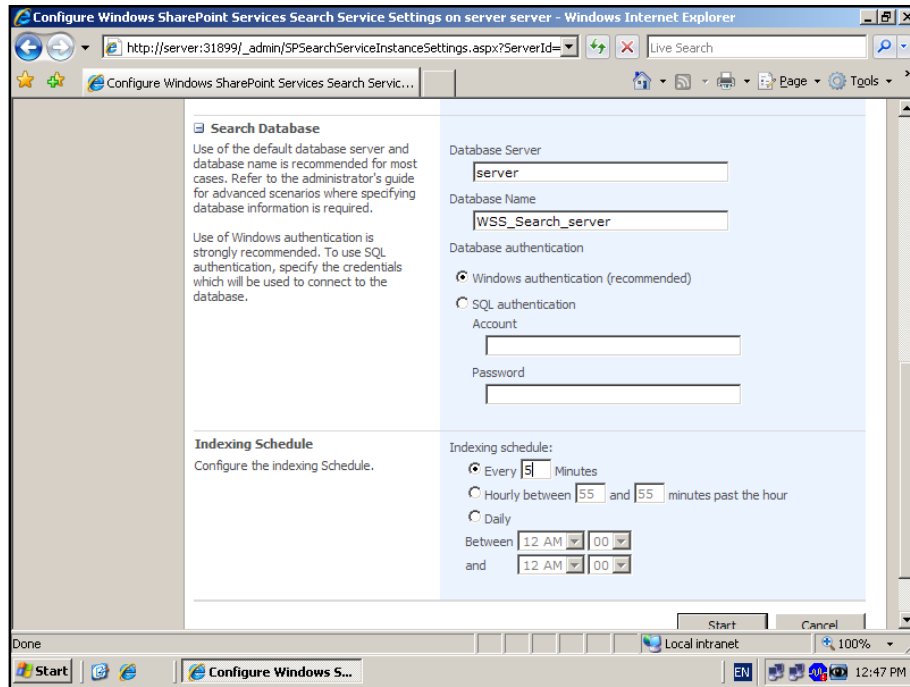 Configure Windows SharePoint Services Search Service Settings on server server - Windows Internet Explorer
http://server:31899/_admin/SPSearchServiceInstanceSettings.aspx?ServerId=
Live Search
Configure Windows SharePoint Services Search Servic...
Page
Tools
»
Search Database
Use of the default database server and
database name is recommended for most
cases. Refer to the administrator's guide
for advanced scenarios where specifying
database information is required.
Use of Windows authentication is
strongly recommended. To use SQL
authentication, specify the credentials
which will be used to connect to the
database.
Database Server
server
Database Name
WSS_Search_server
Database authentication
Windows authentication (recommended)
SQL authentication
Account
Password
Indexing Schedule
Configure the indexing Schedule.
Indexing schedule:
Every 5 Minutes
Hourly between 55 and 55 minutes past the hour
Daily
Between 12 AM 00
and 12 AM 00
Start Cancel
Done Local intranet 100%
Start Configure Windows S... EN 12:47 PM